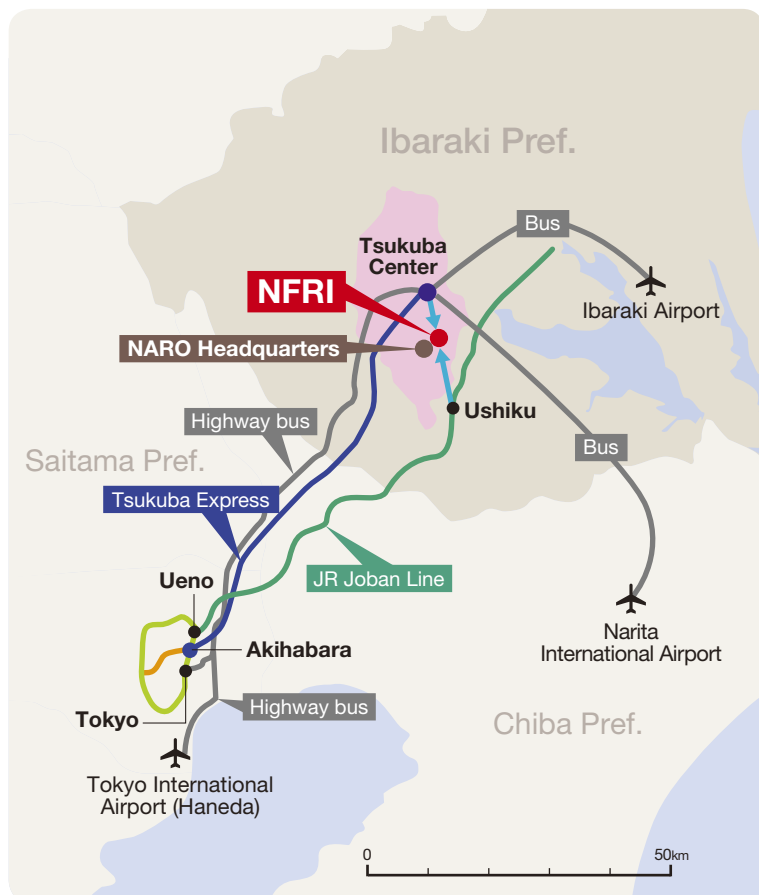 Ibaraki Pref.
Bus
Tsukuba
Center
NFRI
Ibaraki Airport
NARO Headquarters
Ushiku
Highway bus
Bus
Saitama Pref.
Tsukuba Express
JR Joban Line
Ueno
Narita
International Airport
Akihabara
Tokyo
Highway bus
Chiba Pref.
Tokyo International
Airport (Haneda)
0
50km